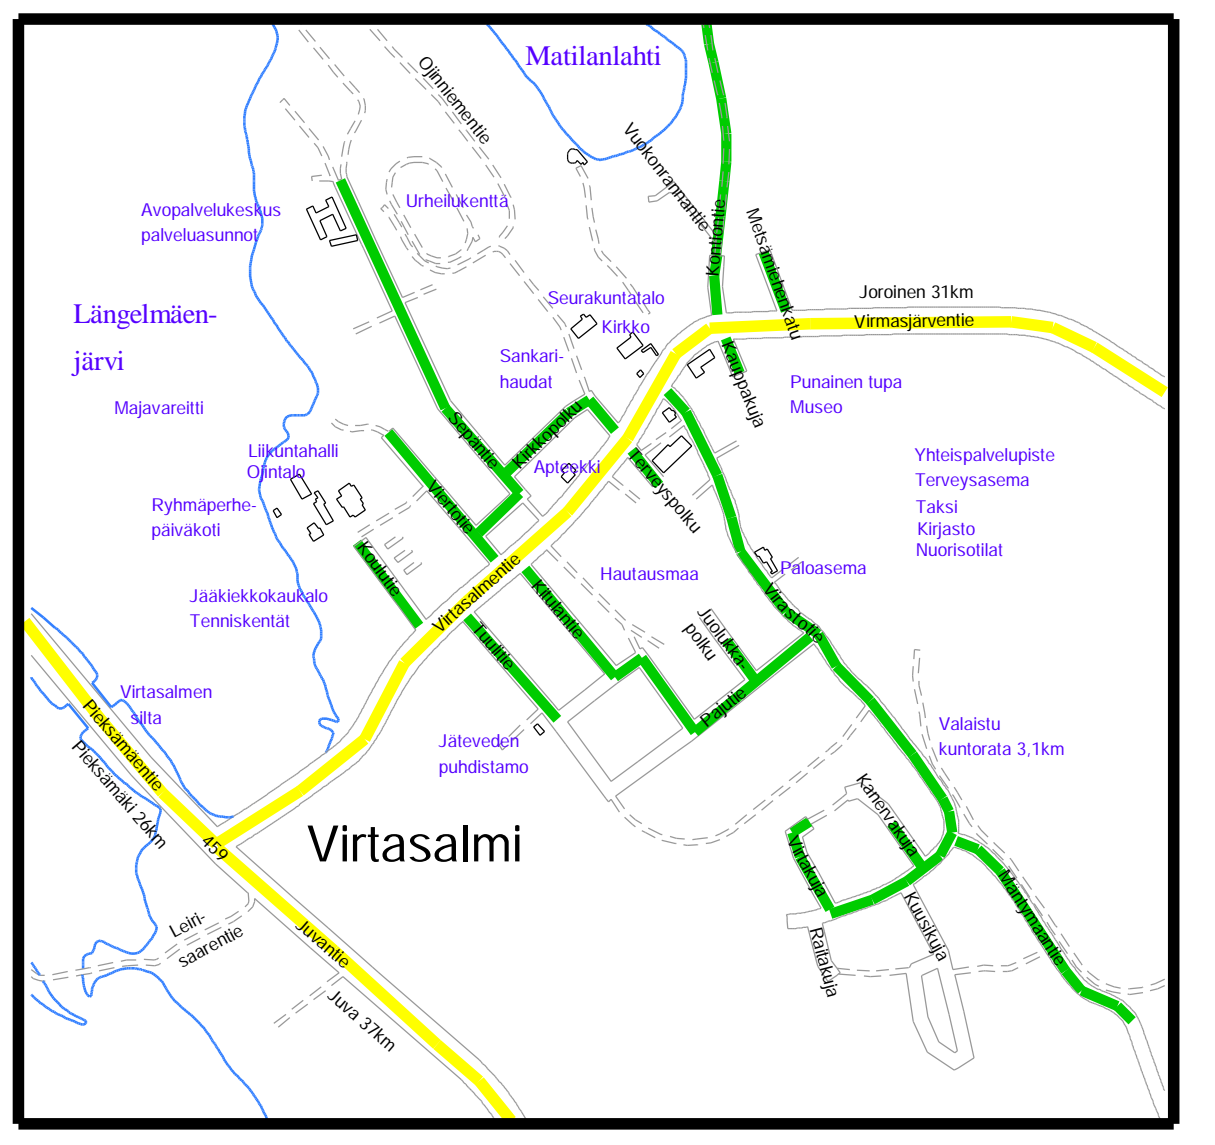 Matilanlahti
Ojinniementie
Vuokonrannantie
Avopalvelukeskus
palveluasunnot
Urheilukenttä
Kontiontie
Metsämiehenkatu
Längelmäen-
järvi
Seurakuntatalo
Kirkko
Joroinen 31km
Virmasjärventie
Sankari-
haudat
Kauppakuja
Punainen tupa
Museo
Majavareitti
Sepäntie
Kirkkopolku
Apteekki
Terveyspolku
Liikuntahalli
Ojintalo
Yhteispalvelupiste
Terveysasema
Taksi
Kirjasto
Nuorisotilat
Ryhmäperhe-
päiväkoti
Viertotie
Koulutie
Virtasalmentie
Kitulantie
Hautausmaa
Paloasema
Virastotie
Jääkiekkokaukalo
Tenniskentät
Tuulitie
Juolukka-
polku
Pajutie
Virtasalmen
silta
Pieksämäentie
Pieksämäki 26km
Jäteveden
puhdistamo
Valaistu
kuntorata 3,1km
459
Virtasalmi
Kanervakuja
Virlakuja
Mäntymaantie
Kuusikuja
Raitakuja
Leiri-
saarentie
Juvantie
Juva 37km